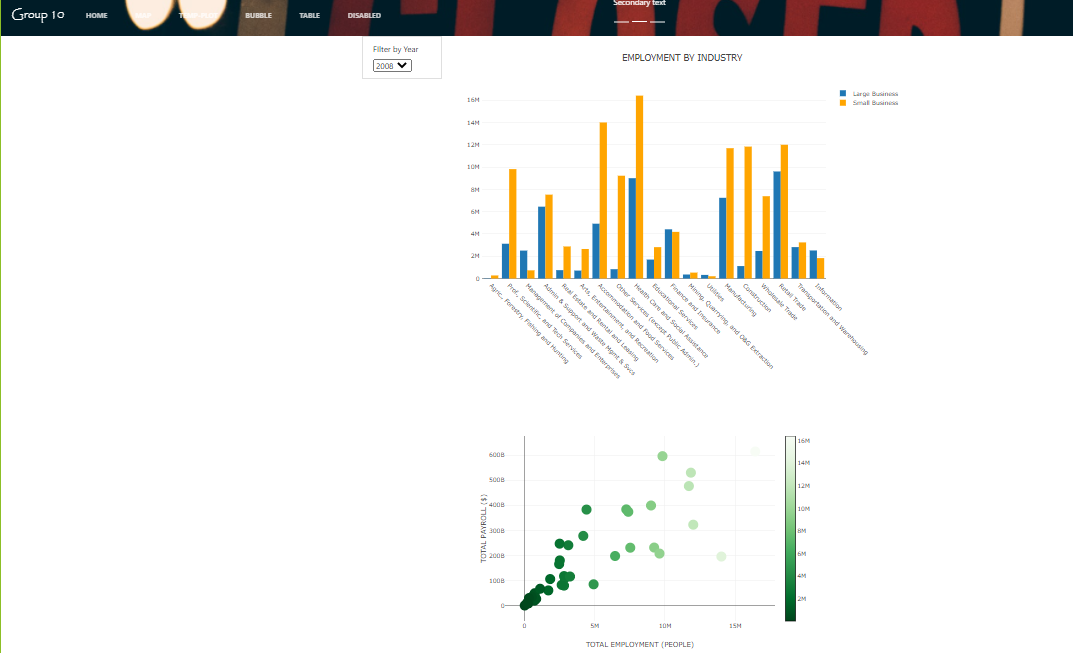 Secondary text
Group 10
HOME
BUBBLE
TABLE
DISABLED
Filter by Year
2008
EMPLOYMENT BY INDUSTRY
Large Business
Small Business
16M
14M
12M
10M
8M
6M
4M
2M
0
Agric., Forestry, Fishing and Hunting
Prof., Scientific, and Tech Services
Management of Companies and Enterprises
Admin & Support and Waste Mgmt & Svcs
Real Estate and Rental and Leasing
Arts, Entertainment, and Recreation
Accommodation and Food Services
Other Services (except Public Admin.)
Health Care and Social Assistance
Educational Services
Finance and Insurance
Mining, Quarrying, and O&G Extraction
Utilities
Manufacturing
Construction
Wholesale Trade
Retail Trade
Transportation and Warehousing
Information
600B
500B
400B
300B
200B
100B
0
TOTAL PAYROLL ($)
0
5M
10M
15M
TOTAL EMPLOYMENT (PEOPLE)
16M
14M
12M
10M
8M
6M
4M
2M